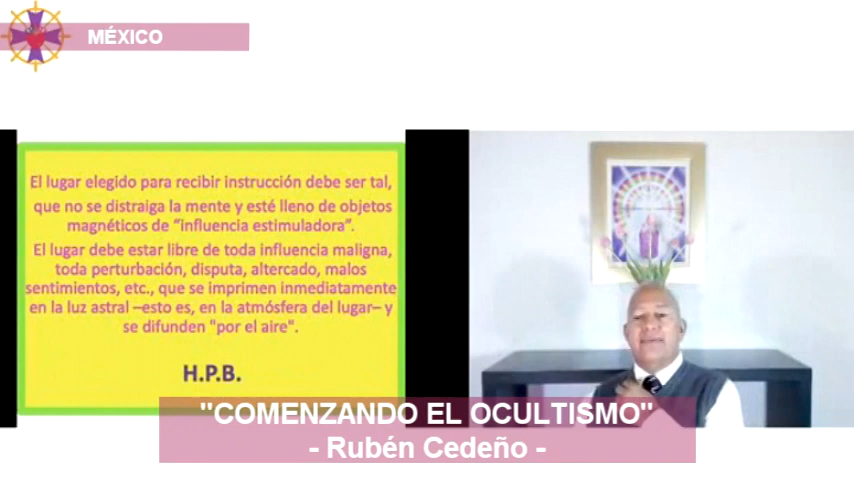 MÉXICO
El lugar elegido para recibir instrucción debe ser tal,
que no se distraiga la mente y esté lleno de objetos
magnéticos de “influencia estimuladora”.
El lugar debe estar libre de toda influencia maligna,
toda perturbación, disputa, altercado, malos
sentimientos, etc., que se imprimen inmediatamente
en la luz astral –esto es, en la atmósfera del lugar– y
se difunden "por el aire".
H.P.B.
"COMENZANDO EL OCULTISMO"
- Rubén Cedeño -